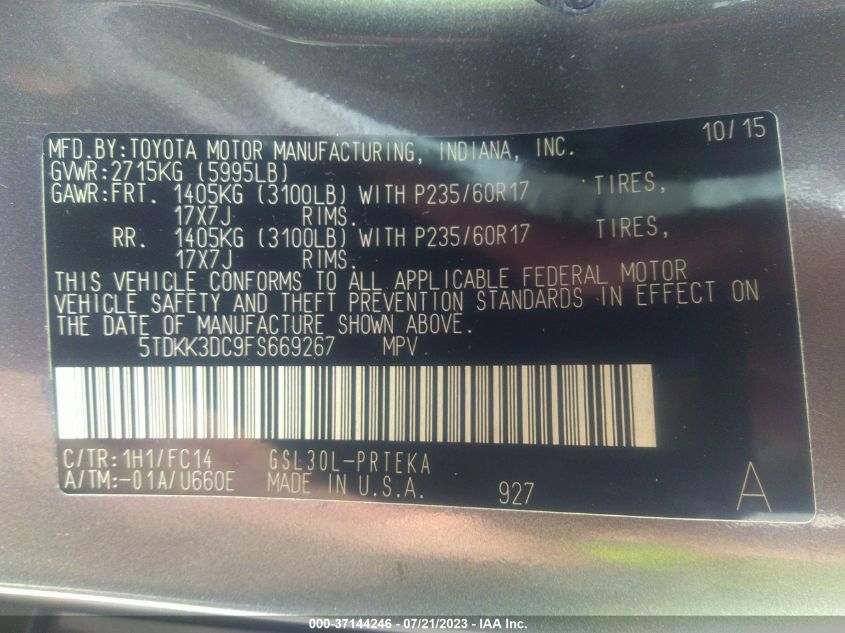 10/15
MFD.BY:TOYOTA MOTOR MANUFACTURING, INDIANA, INC.
GVWR:2715KG (5995LB)
GAWR:FRT. 1405KG (3100LB) WITH P235/60R17 TIRES,
17X7J RIMS.
RR. 1405KG (3100LB) WITH P235/60R17 TIRES,
17X7J RIMS.
THIS VEHICLE CONFORMS TO ALL APPLICABLE FEDERAL MOTOR
VEHICLE SAFETY AND THEFT PREVENTION STANDARDS IN EFFECT ON
THE DATE OF MANUFACTURE SHOWN ABOVE.
5TDKK3DC9FS669267 MPV
C/TR:1H1/FC14 GSL30L-PRTEKA
A/TM:-01A/U660E MADE IN U.S.A. 927 A
000-37144246 - 07/21/2023 - IAA Inc.